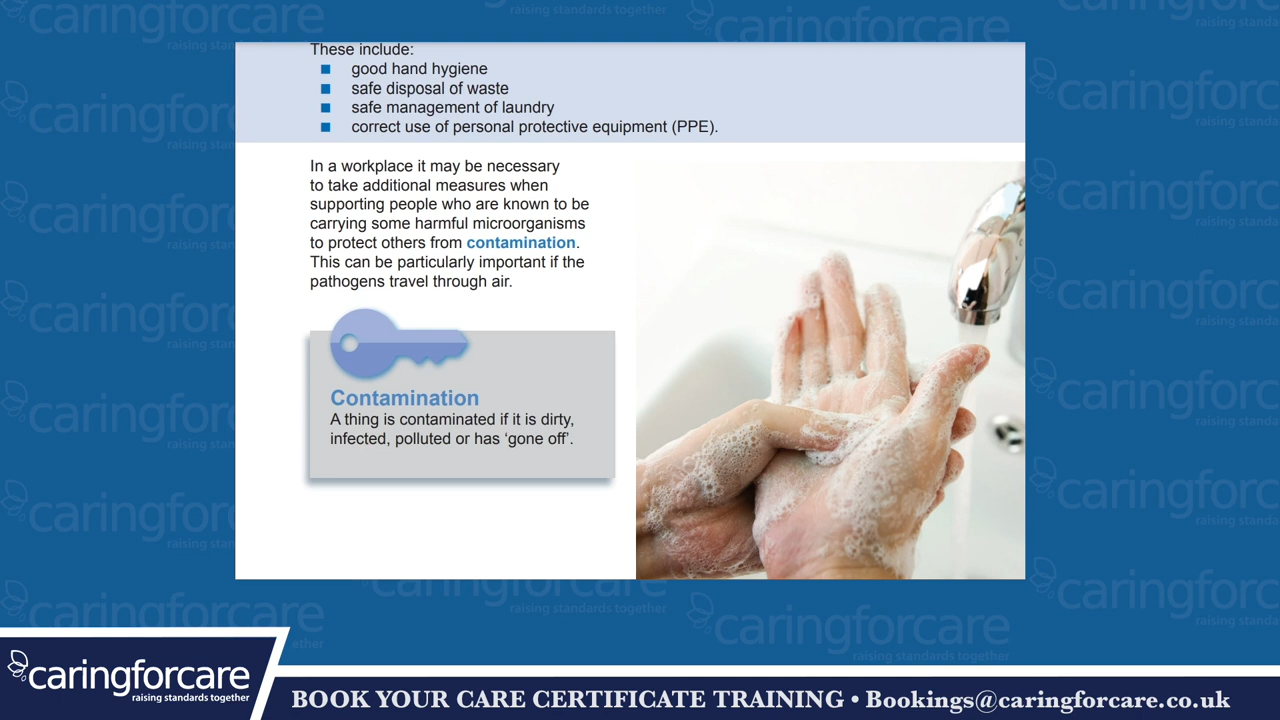 These include:
good hand hygiene
safe disposal of waste
safe management of laundry
correct use of personal protective equipment (PPE).
In a workplace it may be necessary
to take additional measures when
supporting people who are known to be
carrying some harmful microorganisms
to protect others from contamination.
This can be particularly important if the
pathogens travel through air.
Contamination
A thing is contaminated if it is dirty,
infected, polluted or has ‘gone off’.
caringforcare
raising standards together
BOOK YOUR CARE CERTIFICATE TRAINING • Bookings@caringforcare.co.uk